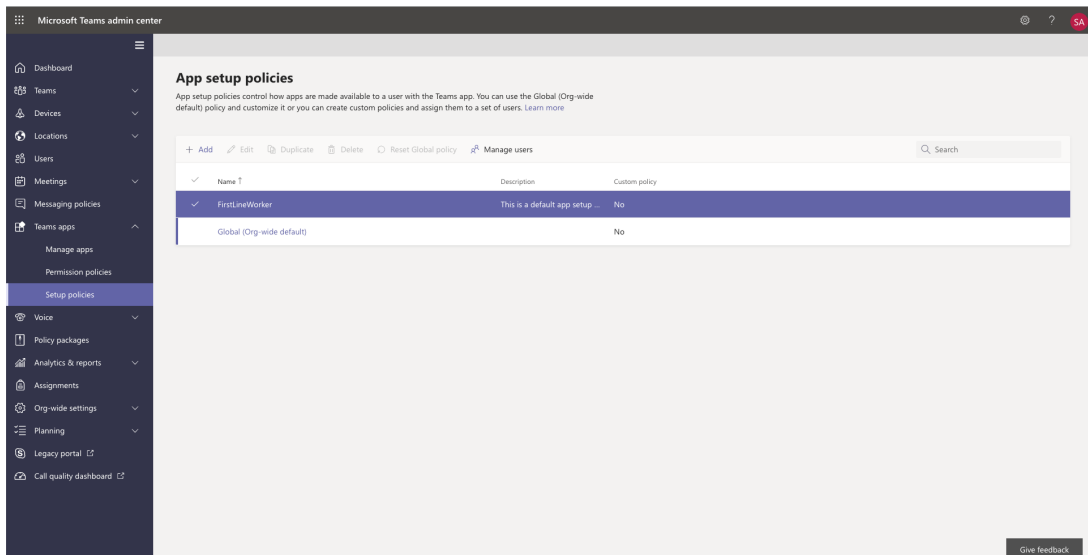 Microsoft Teams admin center
?
SA
Dashboard
Teams
Devices
Locations
Users
Meetings
Messaging policies
Teams apps
Manage apps
Permission policies
Setup policies
Voice
Policy packages
Analytics & reports
Assignments
Org-wide settings
Planning
Legacy portal
Call quality dashboard
App setup policies
App setup policies control how apps are made available to a user with the Teams app. You can use the Global (Org-wide
default) policy and customize it or you can create custom policies and assign them to a set of users. Learn more
+ Add Edit Duplicate Delete Reset Global policy Manage users Search
Name ↑ Description Custom policy
FirstLineWorker This is a default app setup ... No
Global (Org-wide default) No
Give feedback